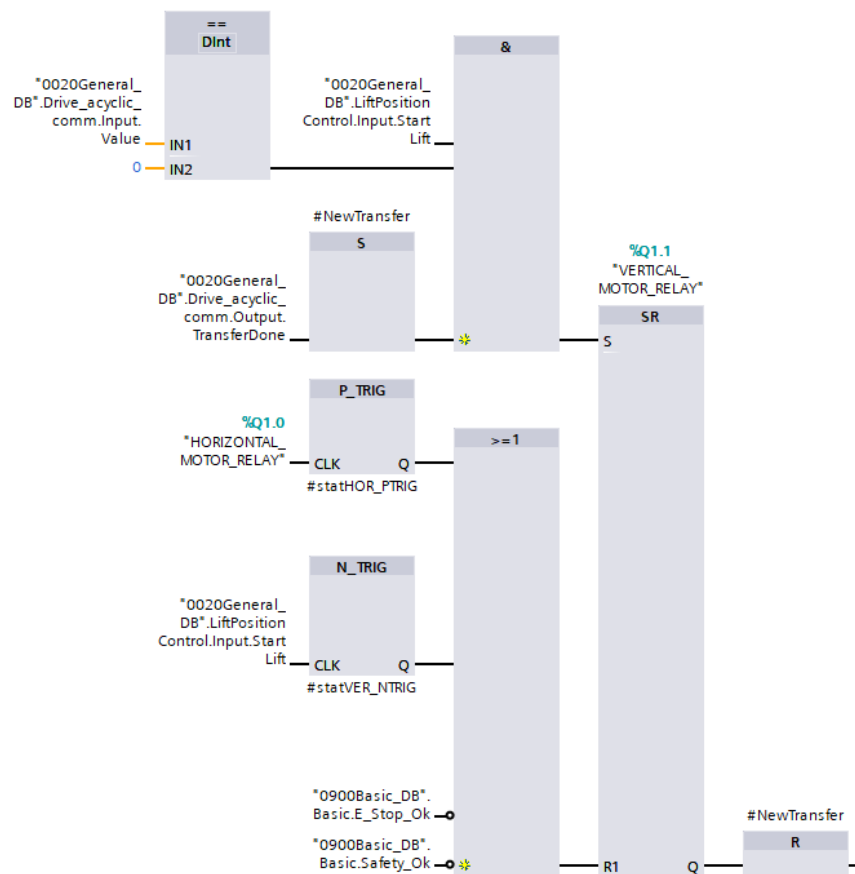 ==
DInt
"0020General_
DB".Drive_acyclic_
comm.Input.
Value
IN1
0
IN2
&
"0020General_
DB".LiftPosition
Control.Input.Start
Lift
#NewTransfer
S
"0020General_
DB".Drive_acyclic_
comm.Output.
TransferDone
%Q1.1
"VERTICAL_
MOTOR_RELAY"
SR
S
P_TRIG
%Q1.0
"HORIZONTAL_
MOTOR_RELAY"
CLK Q
#statHOR_PTRIG
>=1
N_TRIG
"0020General_
DB".LiftPosition
Control.Input.Start
Lift
CLK Q
#statVER_NTRIG
"0900Basic_DB".
Basic.E_Stop_Ok
"0900Basic_DB".
Basic.Safety_Ok
R1 Q
#NewTransfer
R